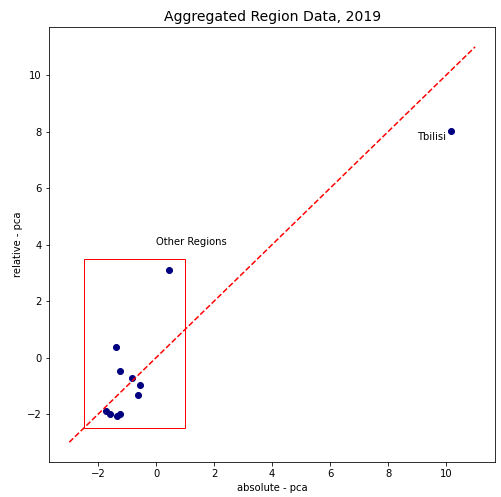 Aggregated Region Data, 2019
10
8
6
4
2
0
−2
relative - pca
Tbilisi
Other Regions
−2
0
2
4
6
8
10
absolute - pca